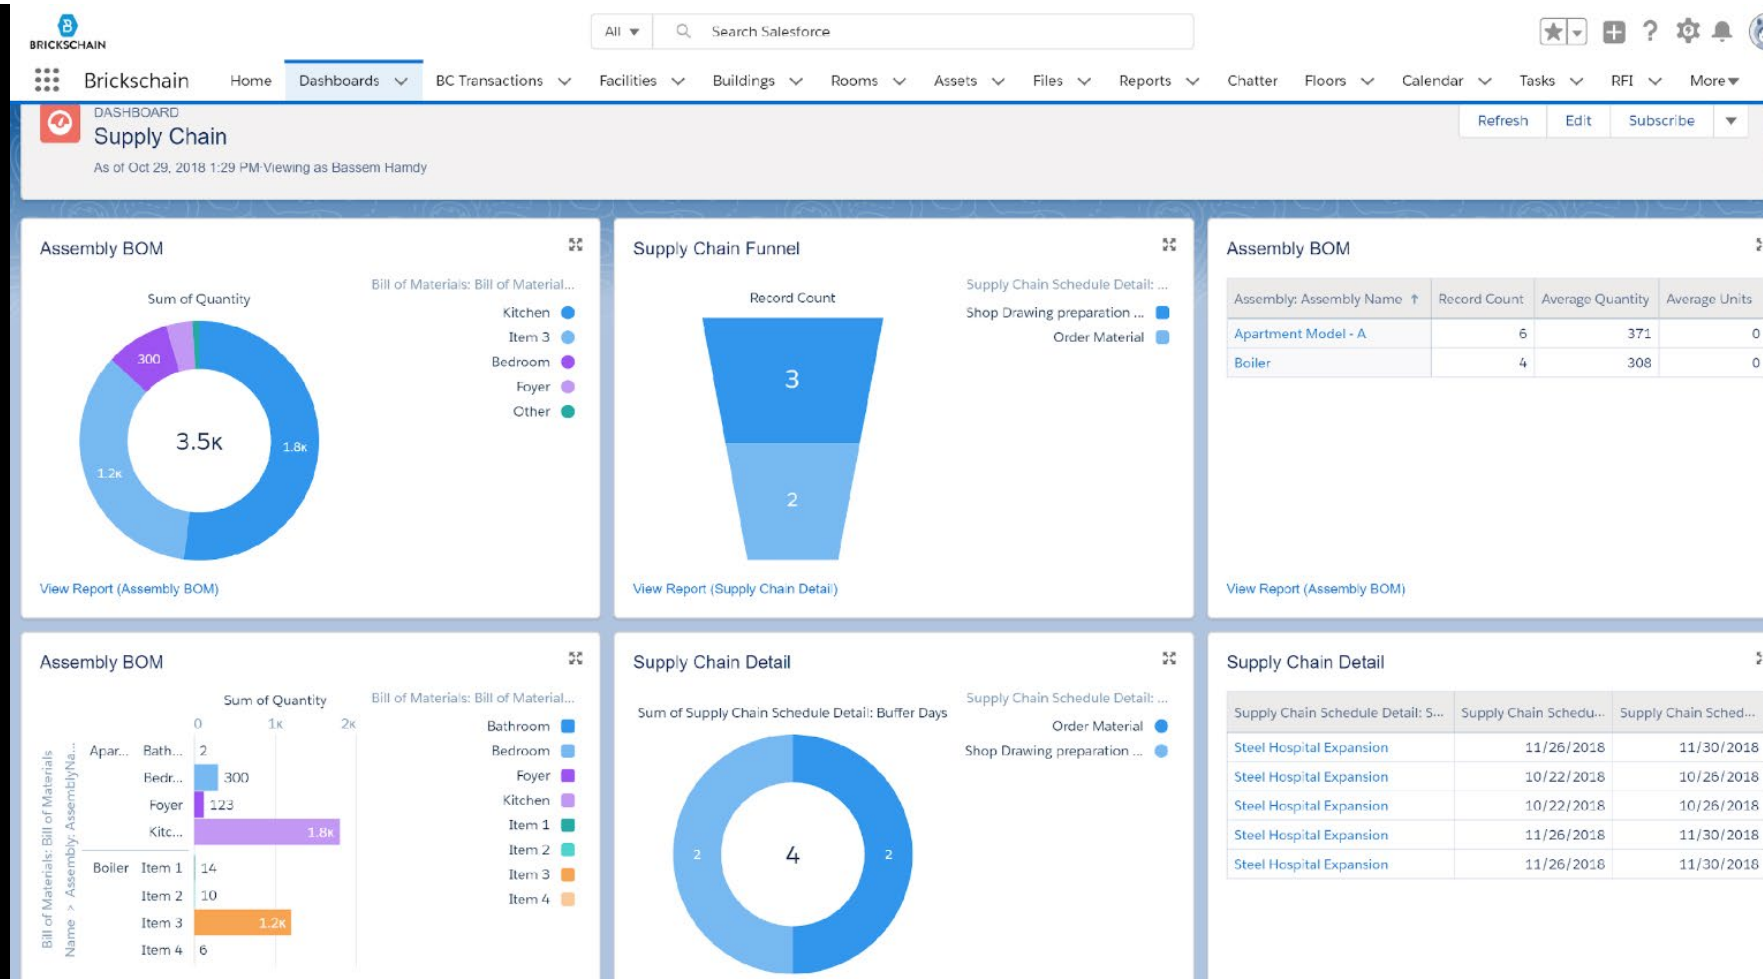 BRICKSCHAIN
All
Search Salesforce
Brickschain Home Dashboards BC Transactions Facilities Buildings Rooms Assets Files Reports Chatter Floors Calendar Tasks RFI More
DASHBOARD
Supply Chain
As of Oct 29, 2018 1:29 PM·Viewing as Bassem Hamdy
Refresh Edit Subscribe
Assembly BOM
Sum of Quantity
Bill of Materials: Bill of Material...
Kitchen
Item 3
Bedroom
Foyer
Other
300
3.5K
1.8K
1.2K
View Report (Assembly BOM)
Supply Chain Funnel
Record Count
Supply Chain Schedule Detail: ...
Shop Drawing preparation ...
Order Material
3
2
View Report (Supply Chain Detail)
Assembly BOM
Assembly: Assembly Name ↑ Record Count Average Quantity Average Units
Apartment Model - A 6 371 0
Boiler 4 308 0
View Report (Assembly BOM)
Assembly BOM
Sum of Quantity
Bill of Materials: Bill of Material...
0 1K 2K
Bill of Materials: Bill of Materials
Name > Assembly: AssemblyNa...
Apar... Bath... 2
Bedr... 300
Foyer 123
Kitc... 1.8K
Boiler Item 1 14
Item 2 10
Item 3 1.2K
Item 4 6
Bathroom
Bedroom
Foyer
Kitchen
Item 1
Item 2
Item 3
Item 4
Supply Chain Detail
Sum of Supply Chain Schedule Detail: Buffer Days
Supply Chain Schedule Detail: ...
Order Material
Shop Drawing preparation ...
2
4
2
Supply Chain Detail
Supply Chain Schedule Detail: S... Supply Chain Schedu... Supply Chain Sched...
Steel Hospital Expansion 11/26/2018 11/30/2018
Steel Hospital Expansion 10/22/2018 10/26/2018
Steel Hospital Expansion 10/22/2018 10/26/2018
Steel Hospital Expansion 11/26/2018 11/30/2018
Steel Hospital Expansion 11/26/2018 11/30/2018